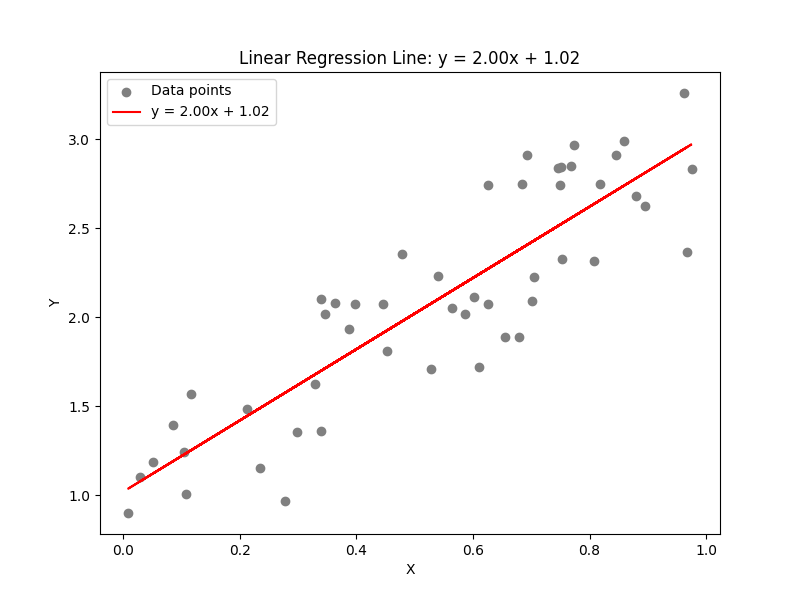 Linear Regression Line: y = 2.00x + 1.02
Data points
y = 2.00x + 1.02
3.0
2.5
2.0
1.5
1.0
Y
0.0 0.2 0.4 0.6 0.8 1.0
X